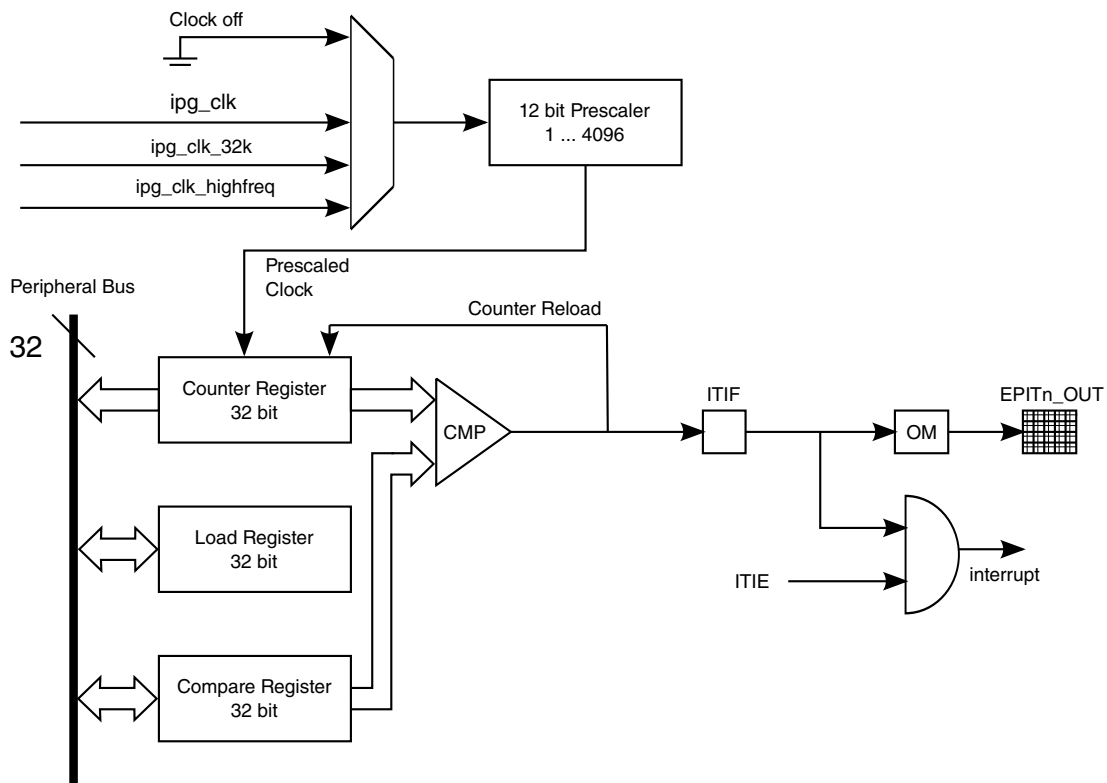 Clock off
ipg_clk
ipg_clk_32k
ipg_clk_highfreq
12 bit Prescaler
1 ... 4096
Prescaled
Clock
Peripheral Bus
32
Counter Reload
Counter Register
32 bit
CMP
ITIF
OM
EPITn_OUT
Load Register
32 bit
ITIE
interrupt
Compare Register
32 bit